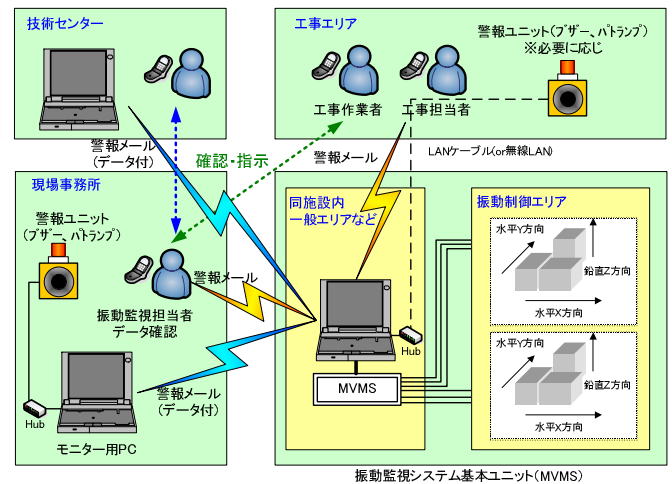 技術センター
工事エリア
警報ユニット(ブザー、パトランプ)
※必要に応じ
工事作業者
工事担当者
警報メール
(データ付)
確認・指示
警報メール
LANケーブル(or無線LAN)
現場事務所
警報ユニット
(ブザー、パトランプ)
警報メール
振動監視担当者
データ確認
警報メール
(データ付)
Hub
モニター用PC
同施設内
一般エリアなど
Hub
MVMS
振動制御エリア
水平Y方向
鉛直Z方向
水平X方向
水平Y方向
鉛直Z方向
水平X方向
振動監視システム基本ユニット(MVMS)